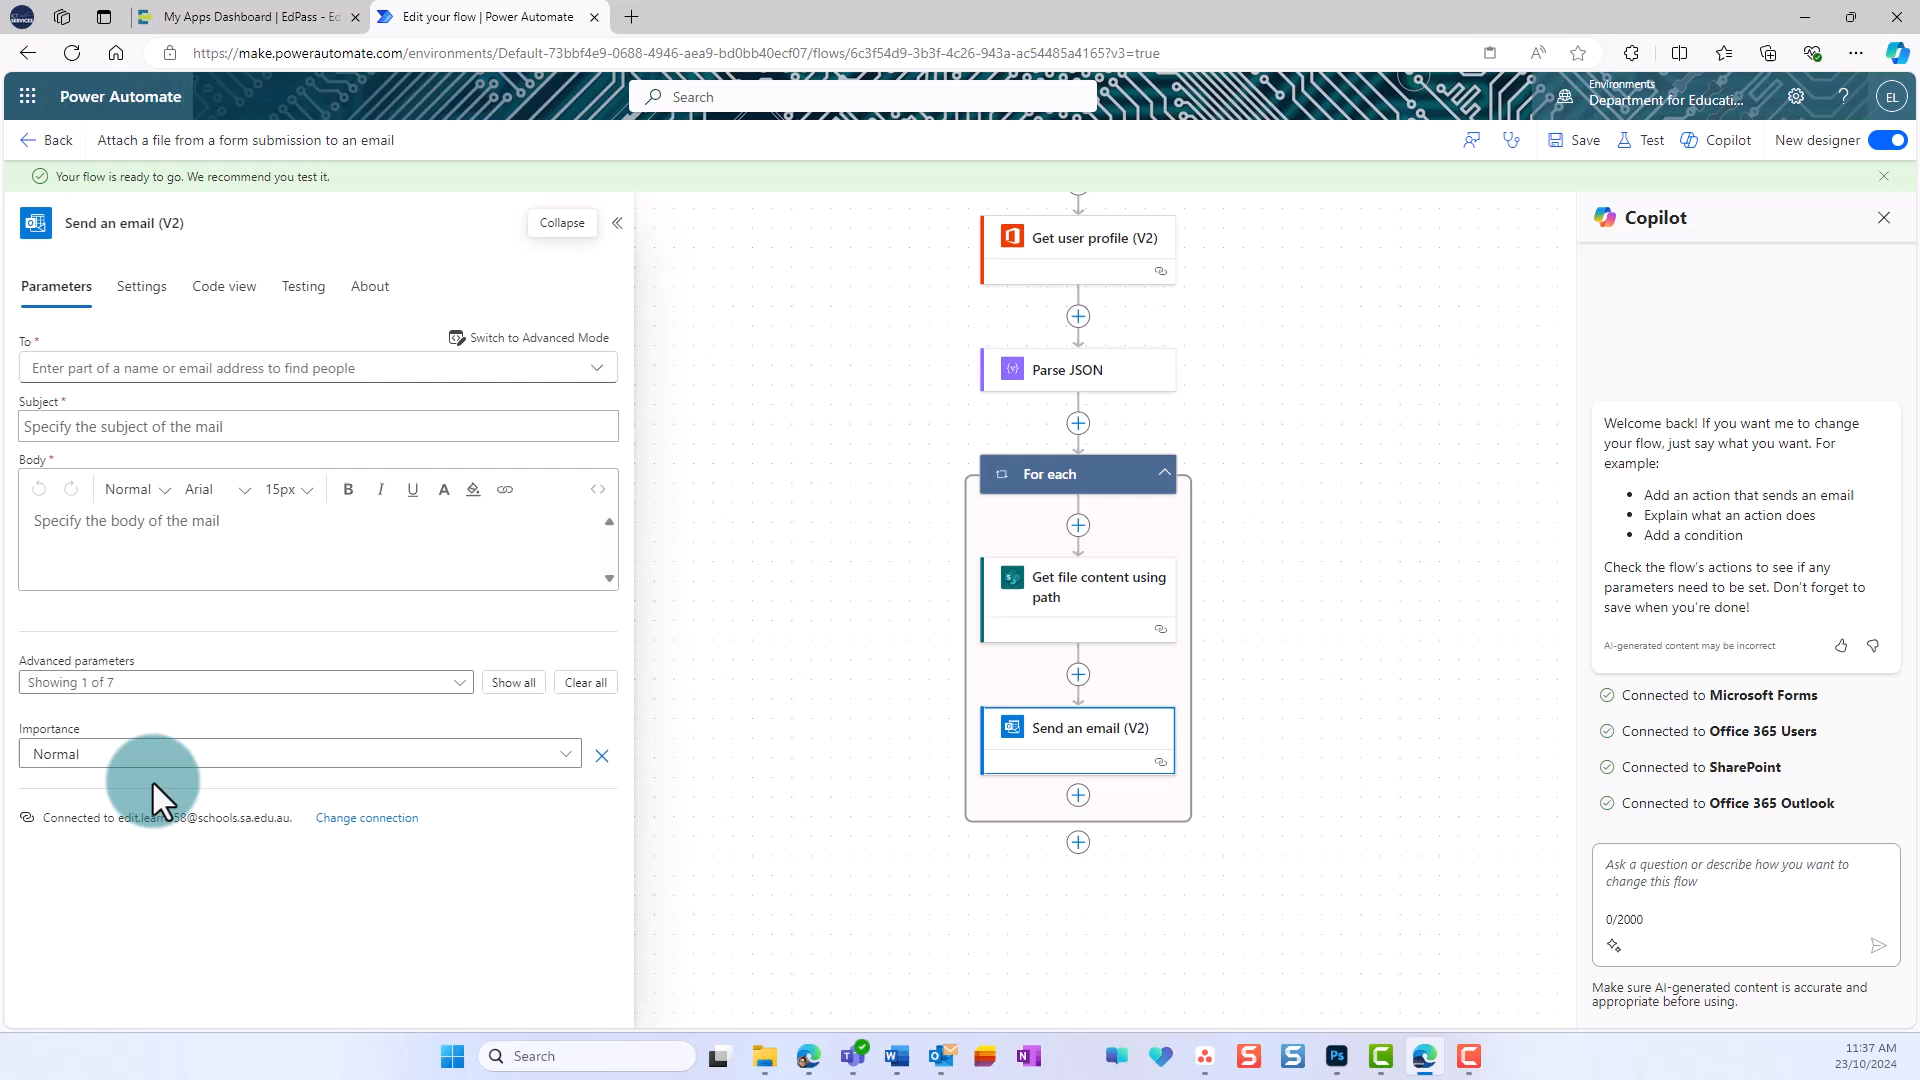 My Apps Dashboard | EdPass - Ed
Edit your flow | Power Automate
https://make.powerautomate.com/environments/Default-73bbf4e9-0688-4946-aea9-bd0bb40ecf07/flows/6c3f54d9-3b3f-4c26-943a-ac54485a4165?v3=true
Power Automate
Search
Environments
Department for Educati...
EL
Back
Attach a file from a form submission to an email
Save
Test
Copilot
New designer
Your flow is ready to go. We recommend you test it.
Send an email (V2)
Collapse
Parameters
Settings
Code view
Testing
About
To *
Switch to Advanced Mode
Enter part of a name or email address to find people
Subject *
Specify the subject of the mail
Body *
Normal
Arial
15px
Specify the body of the mail
Advanced parameters
Showing 1 of 7
Show all
Clear all
Importance
Normal
Connected to
Change connection
Get user profile (V2)
Parse JSON
For each
Get file content using
path
Send an email (V2)
Copilot
Welcome back! If you want me to change
your flow, just say what you want. For
example:
• Add an action that sends an email
• Explain what an action does
• Add a condition
Check the flow's actions to see if any
parameters need to be set. Don't forget to
save when you're done!
AI-generated content may be incorrect
Connected to Microsoft Forms
Connected to Office 365 Users
Connected to SharePoint
Connected to Office 365 Outlook
Ask a question or describe how you want to
change this flow
0/2000
Make sure AI-generated content is accurate and
appropriate before using.
Search
11:37 AM
23/10/2024